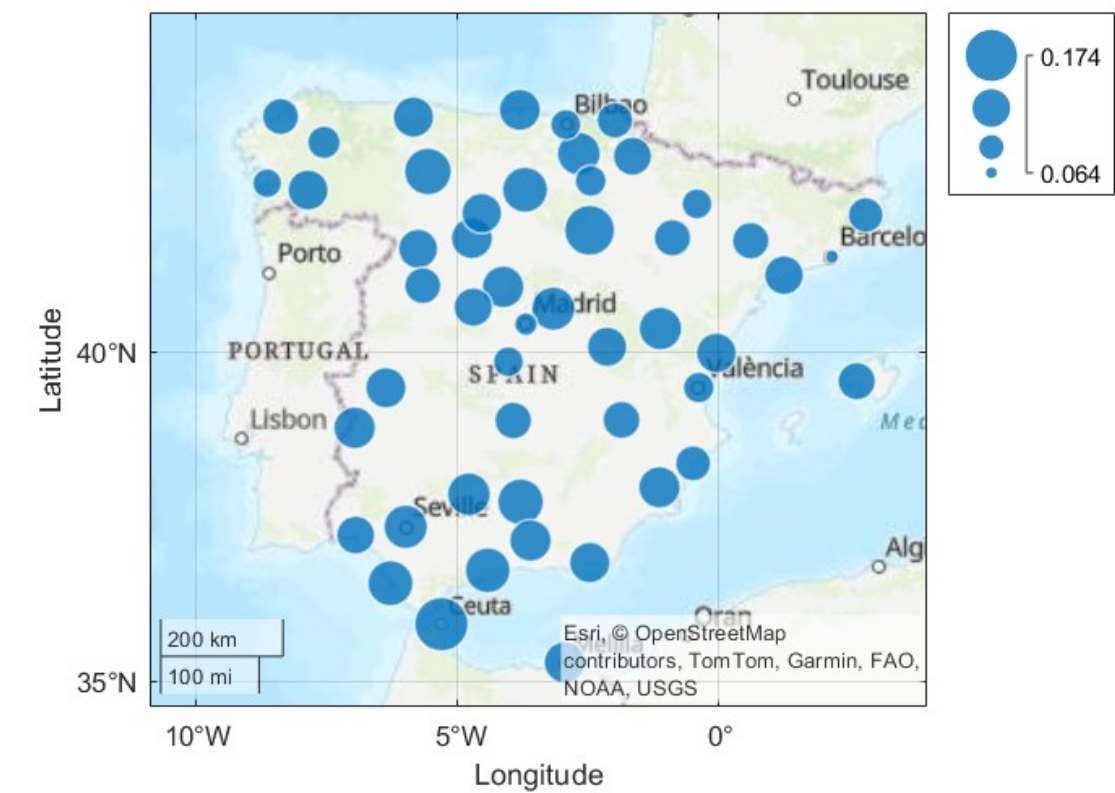 Toulouse
0.174
0.064
Bilbao
Barcelo
Porto
Madrid
PORTUGAL
40°N
València
SPAIN
Lisbon
Med
Latitude
Seville
Alg
Ceuta
Oran
Melilla
200 km
100 mi
Esri, © OpenStreetMap
contributors, TomTom, Garmin, FAO,
NOAA, USGS
35°N
10°W
5°W
0°
Longitude